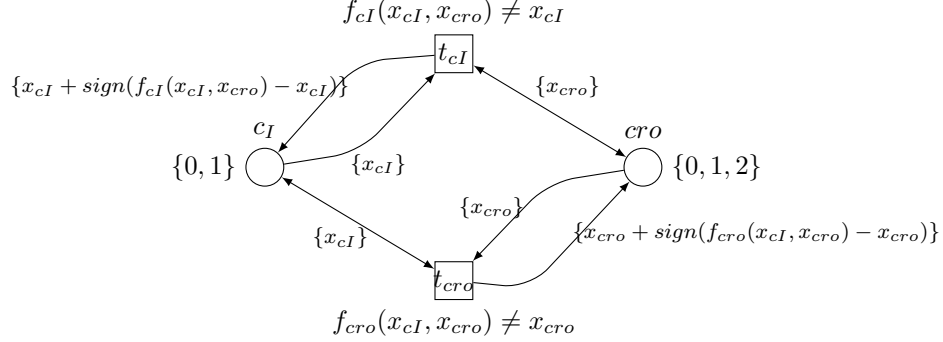 f_{cI}(x_{cI}, x_{cro}) ≠ x_{cI}
t_{cI}
{x_{cI} + sign(f_{cI}(x_{cI}, x_{cro}) − x_{cI})}
{x_{cro}}
c_I
cro
{0, 1}
{x_{cI}}
{0, 1, 2}
{x_{cro}}
{x_{cI}}
{x_{cro} + sign(f_{cro}(x_{cI}, x_{cro}) − x_{cro})}
t_{cro}
f_{cro}(x_{cI}, x_{cro}) ≠ x_{cro}